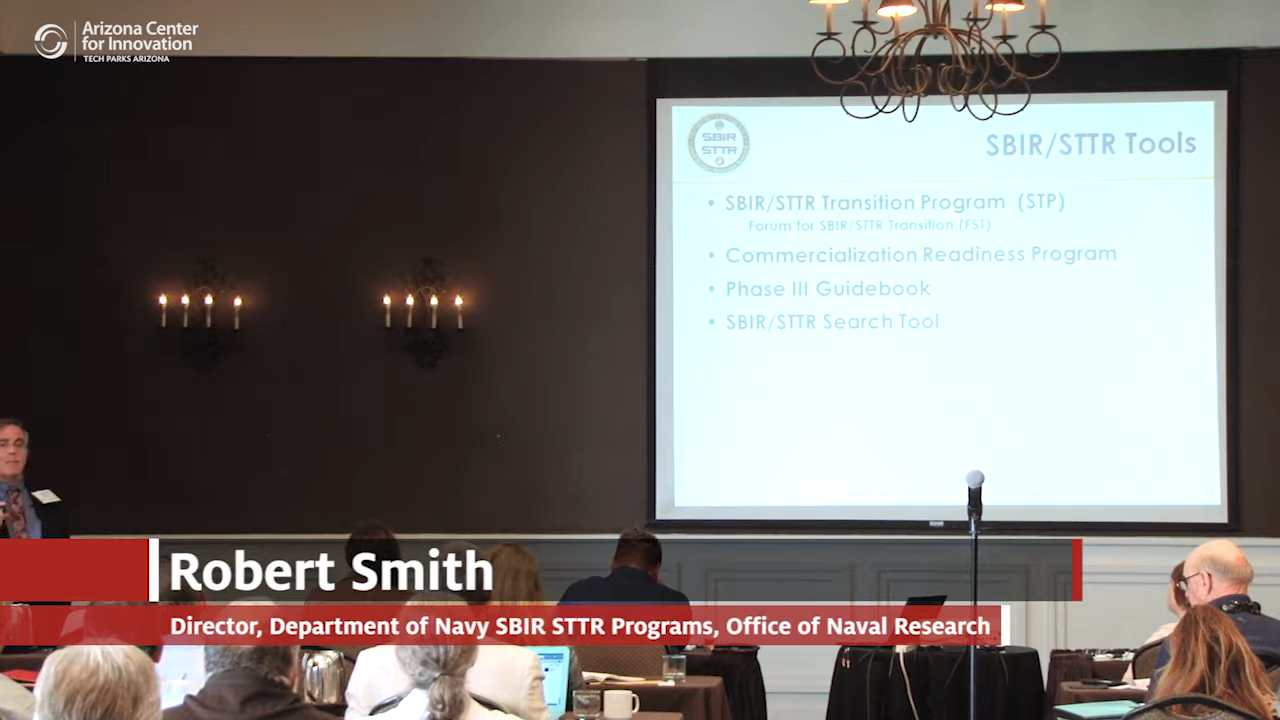 Arizona Center
for Innovation
TECH PARKS ARIZONA
SBIR
STTR
SBIR/STTR Tools
• SBIR/STTR Transition Program (STP)
- Forum for SBIR/STTR Transition (FST)
• Commercialization Readiness Program
• Phase III Guidebook
• SBIR/STTR Search Tool
Robert Smith
Director, Department of Navy SBIR STTR Programs, Office of Naval Research